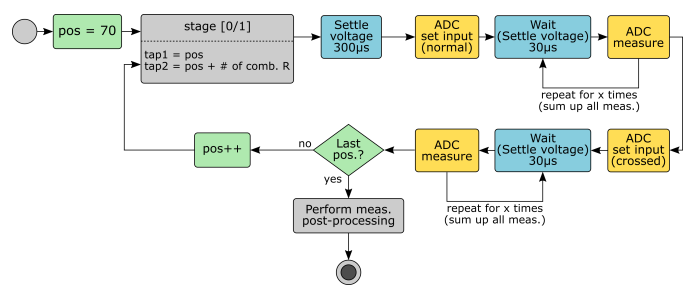 pos = 70
stage [0/1]
tap1 = pos
tap2 = pos + # of comb. R
Settle
voltage
300µs
ADC
set input
(normal)
Wait
(Settle voltage)
30µs
ADC
measure
repeat for x times
(sum up all meas.)
ADC
set input
(crossed)
Wait
(Settle voltage)
30µs
ADC
measure
repeat for x times
(sum up all meas.)
Last
pos.?
no
pos++
yes
Perform meas.
post-processing